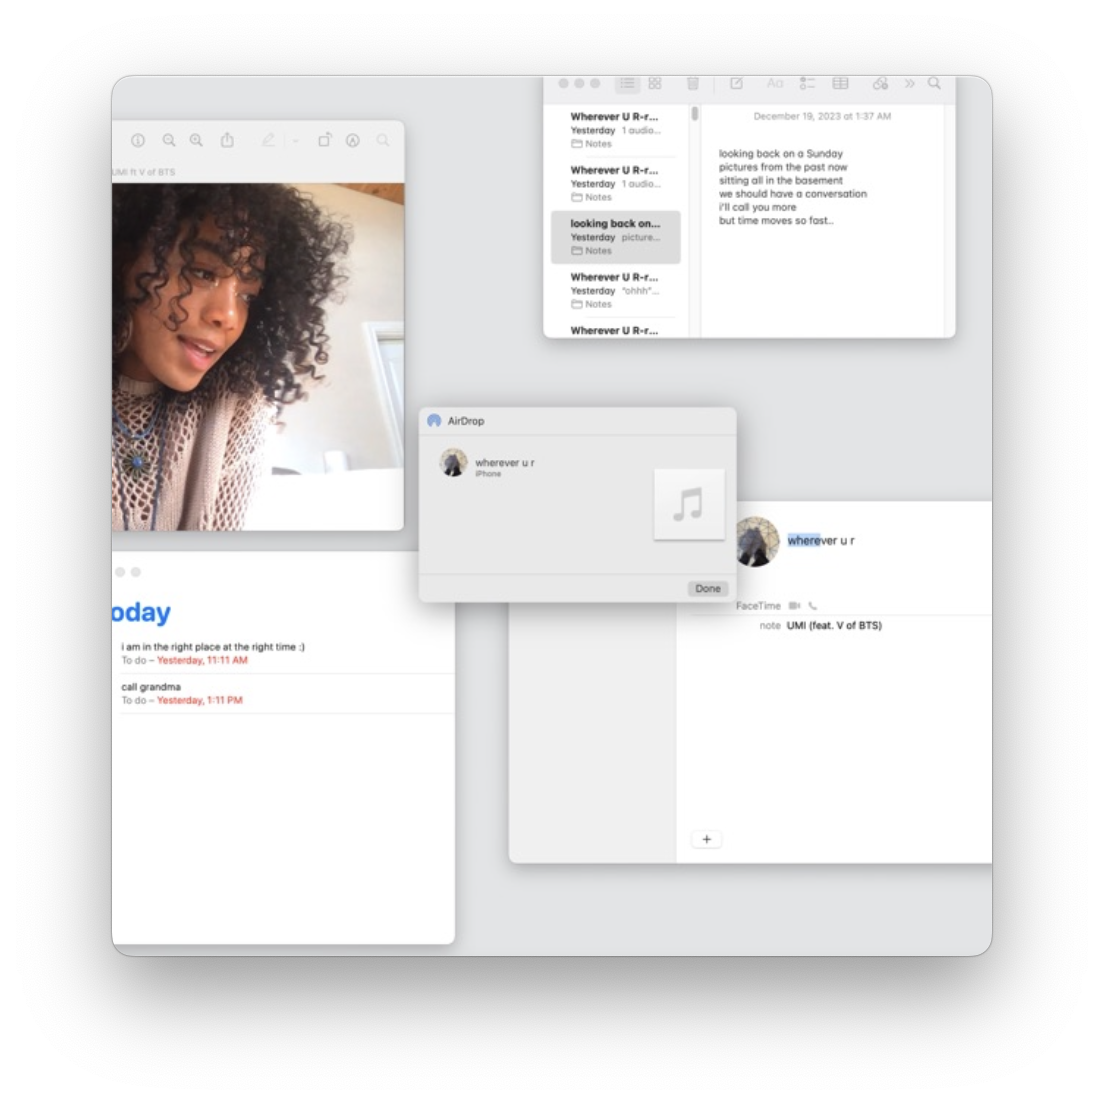 UMI ft V of BTS
Aa
Wherever U R-r...
Yesterday 1 audio...
Notes
Wherever U R-r...
Yesterday 1 audio...
Notes
looking back on...
Yesterday picture...
Notes
Wherever U R-r...
Yesterday "ohhh"...
Notes
Wherever U R-r...
December 19, 2023 at 1:37 AM
looking back on a Sunday
pictures from the past now
sitting all in the basement
we should have a conversation
i'll call you more
but time moves so fast..
AirDrop
wherever u r
iPhone
Done
wherever u r
FaceTime
note UMI (feat. V of BTS)
oday
i am in the right place at the right time :)
To do – Yesterday, 11:11 AM
call grandma
To do – Yesterday, 1:11 PM